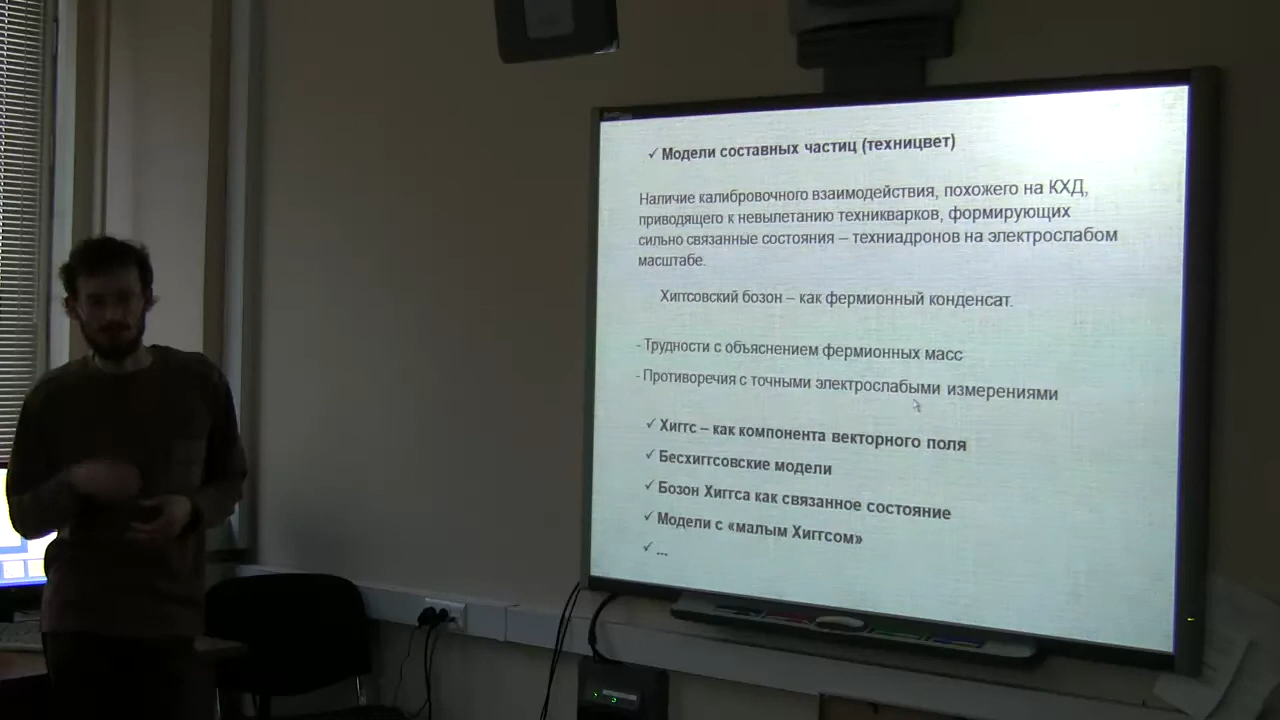 ✓ Модели составных частиц (техницвет)
Наличие калибровочного взаимодействия, похожего на КХД,
приводящего к невылетанию техникварков, формирующих
сильно связанные состояния – техниадронов на электрослабом
масштабе.
Хиггсовский бозон – как фермионный конденсат.
- Трудности с объяснением фермионных масс
- Противоречия с точными электрослабыми измерениями
✓ Хиггс – как компонента векторного поля
✓ Бесхиггсовские модели
✓ Бозон Хиггса как связанное состояние
✓ Модели с «малым Хиггсом»
✓ ...